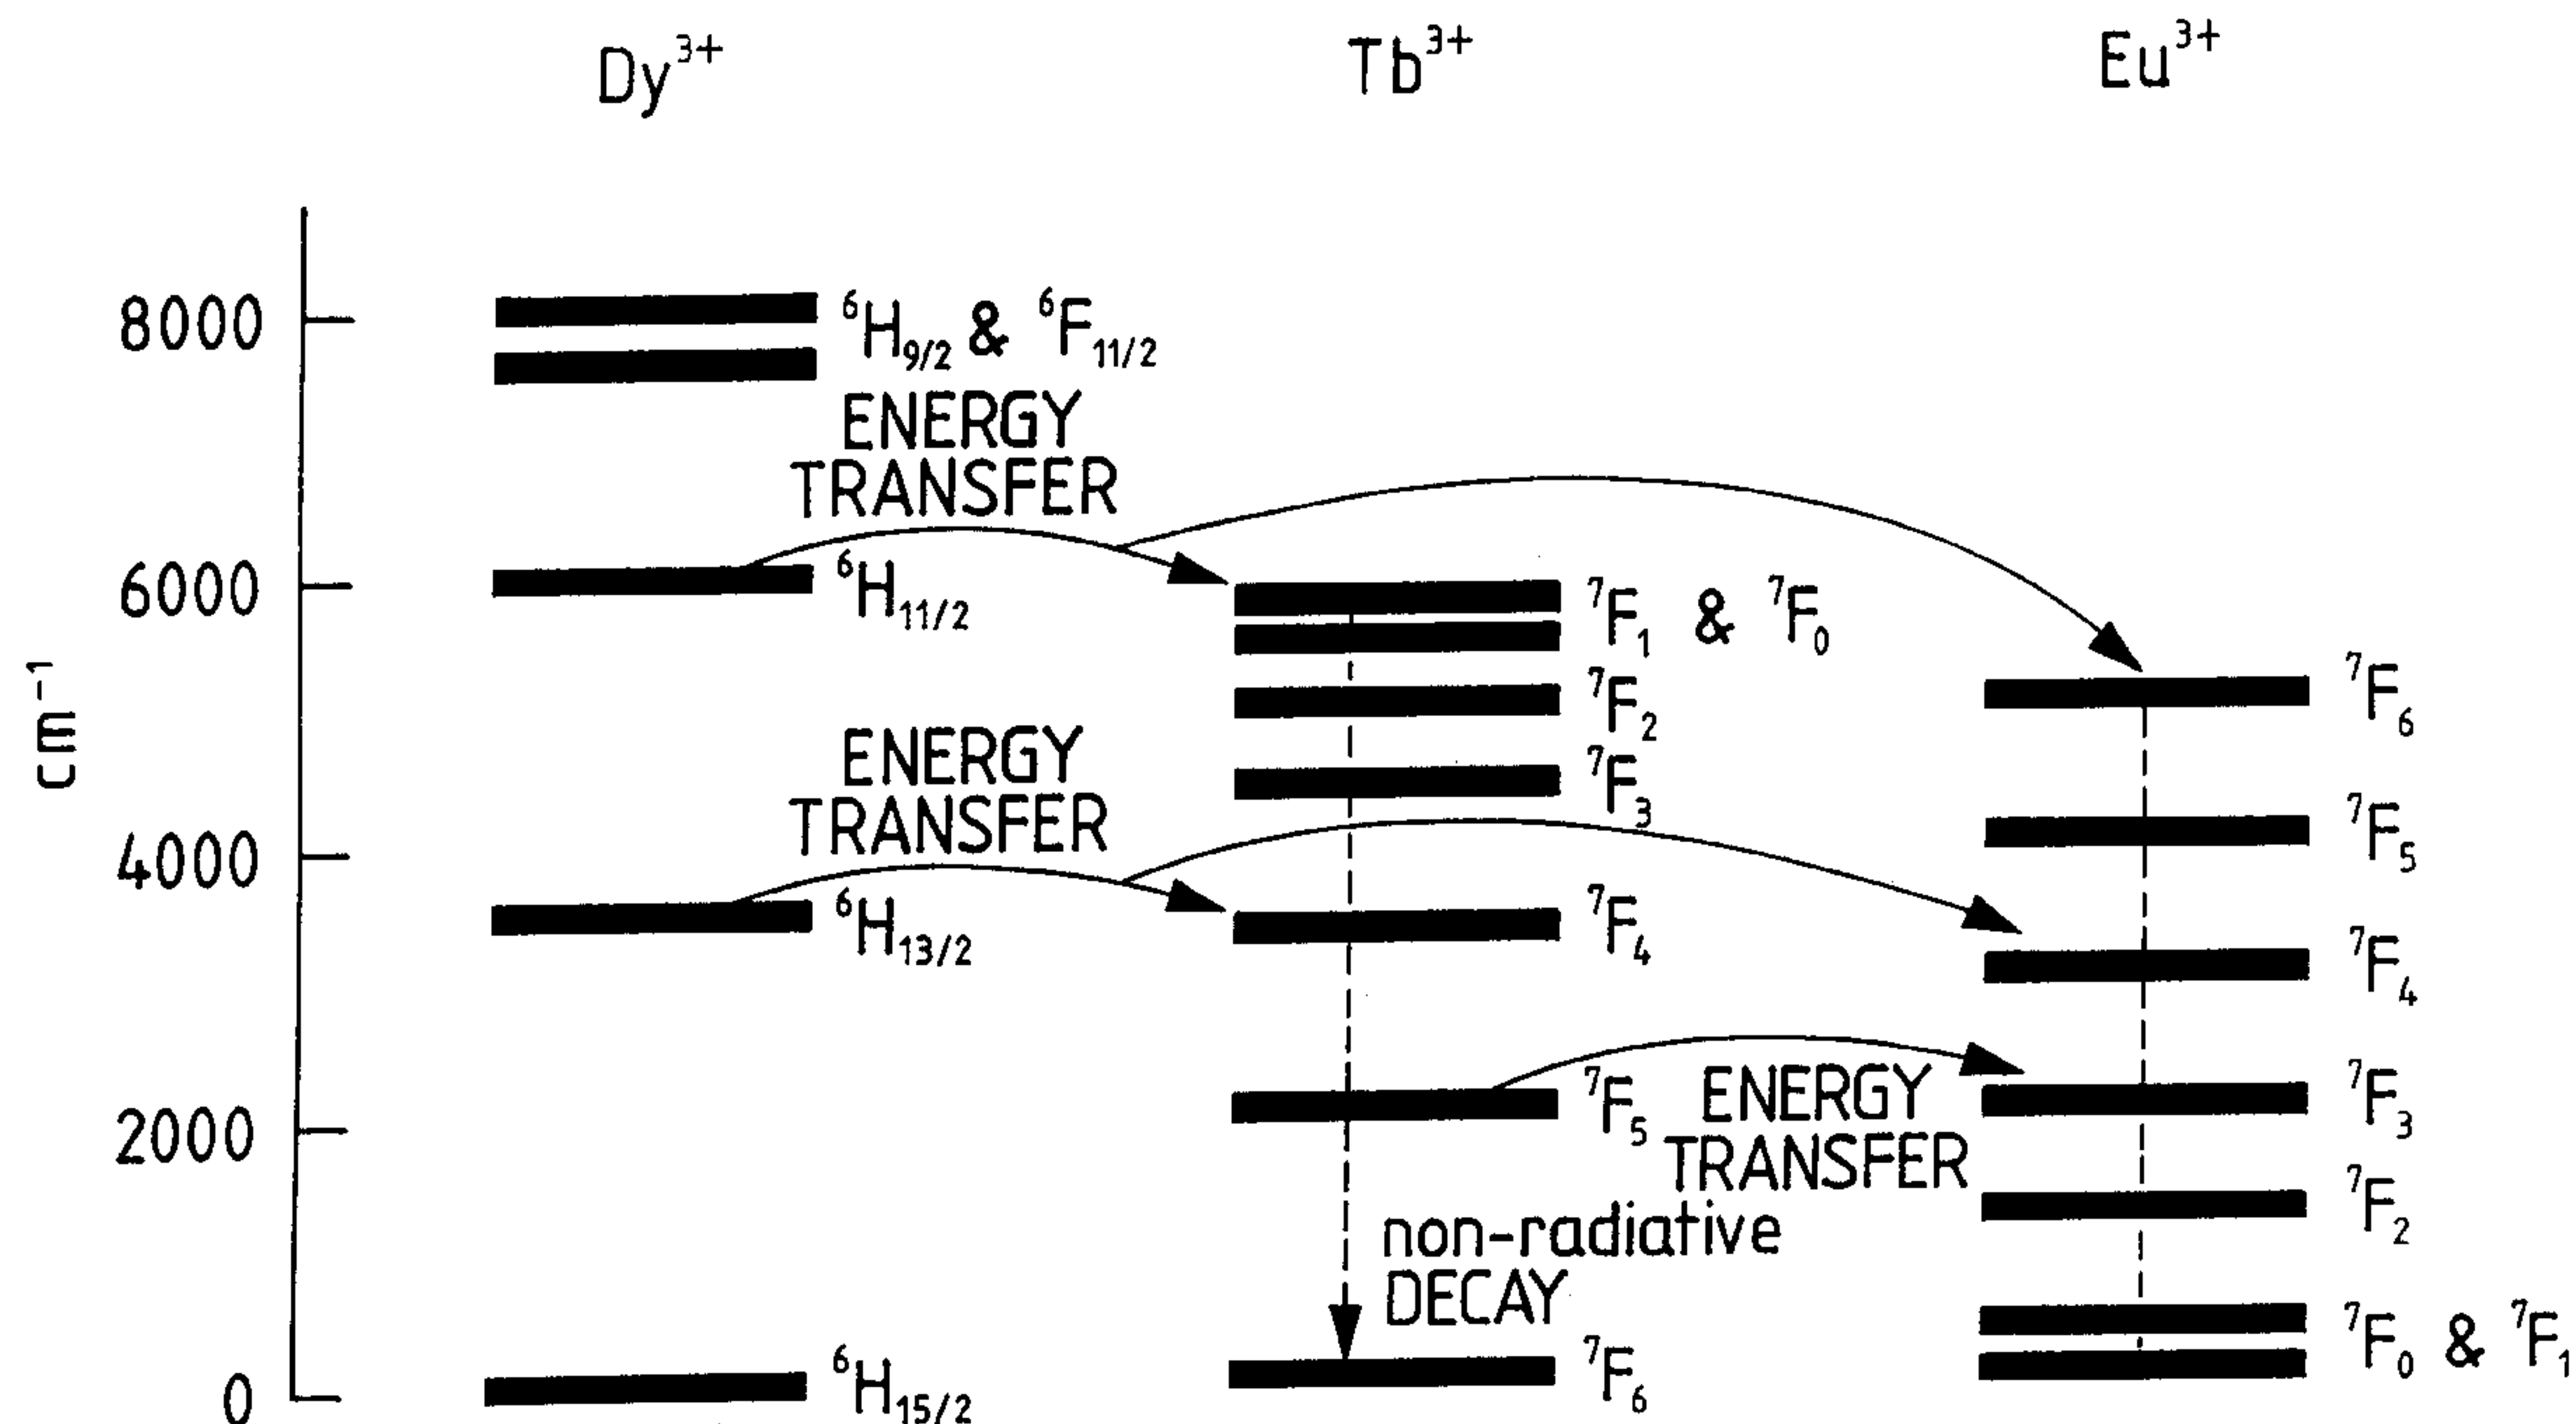 Dy³⁺ Tb³⁺ Eu³⁺
8000
⁶H₉/₂ & ⁶F₁₁/₂
ENERGY
TRANSFER
6000
⁶H₁₁/₂
⁷F₁ & ⁷F₀
cm⁻¹
⁷F₂
⁷F₆
ENERGY
TRANSFER
⁷F₃
⁷F₅
4000
⁶H₁₃/₂
⁷F₄
⁷F₄
2000
⁷F₅
ENERGY
TRANSFER
⁷F₃
non-radiative
DECAY
⁷F₂
⁷F₀ & ⁷F₁
0
⁶H₁₅/₂
⁷F₆